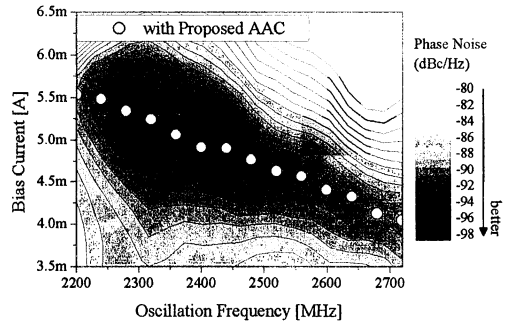 with Proposed AAC
6.5m
6.0m
5.5m
5.0m
4.5m
4.0m
3.5m
Bias Current [A]
2200 2300 2400 2500 2600 2700
Oscillation Frequency [MHz]
Phase Noise
(dBc/Hz)
-80
-82
-84
-86
-88
-90
-92
-94
-96
-98
better